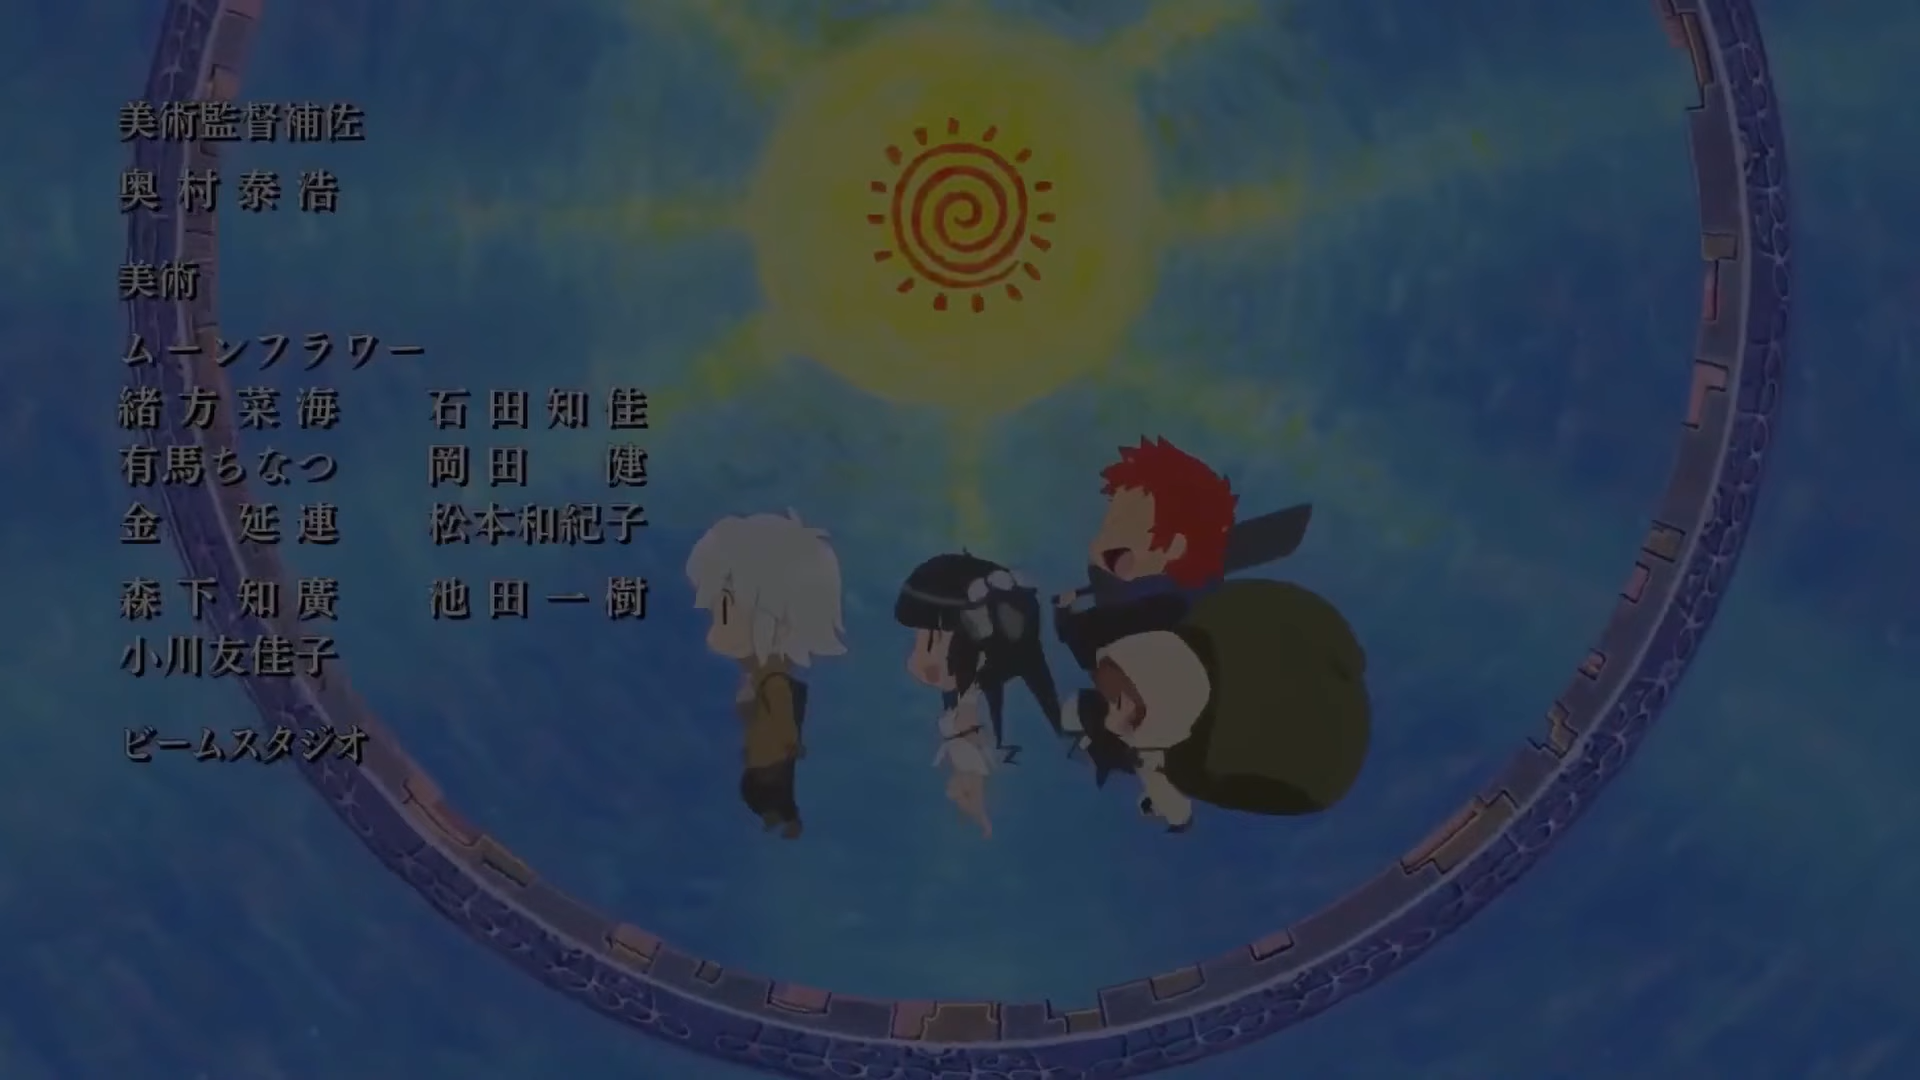 美術監督補佐
奥村泰浩
美術
ムーンフラワー
緒方菜海 石田知佳
有馬ちなつ 岡田 健
金 延連 松本和紀子
森下知廣 池田一樹
小川友佳子
ビームスタジオ